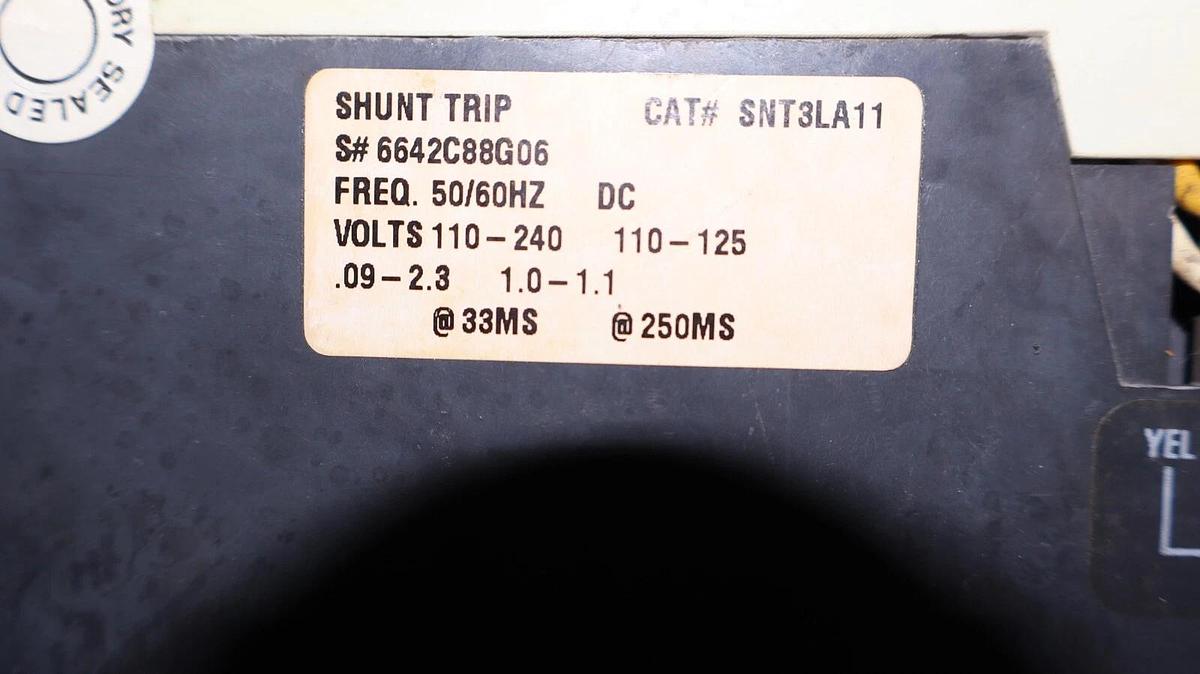 ORY SEALED
SHUNT TRIP CAT# SNT3LA11
S# 6642C88G06
FREQ. 50/60HZ DC
VOLTS 110-240 110-125
.09-2.3 1.0-1.1
@ 33MS @ 250MS
YEL